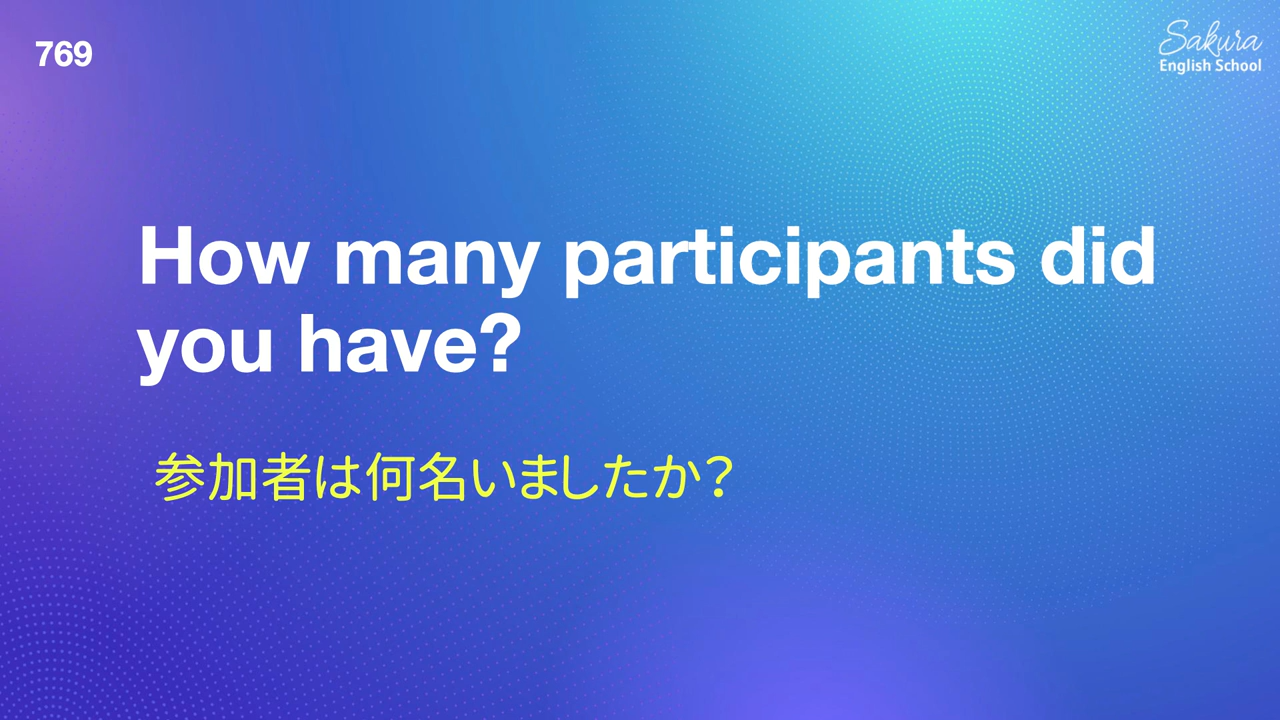 769
Sakura
English School
How many participants did
you have?
参加者は何名いましたか?